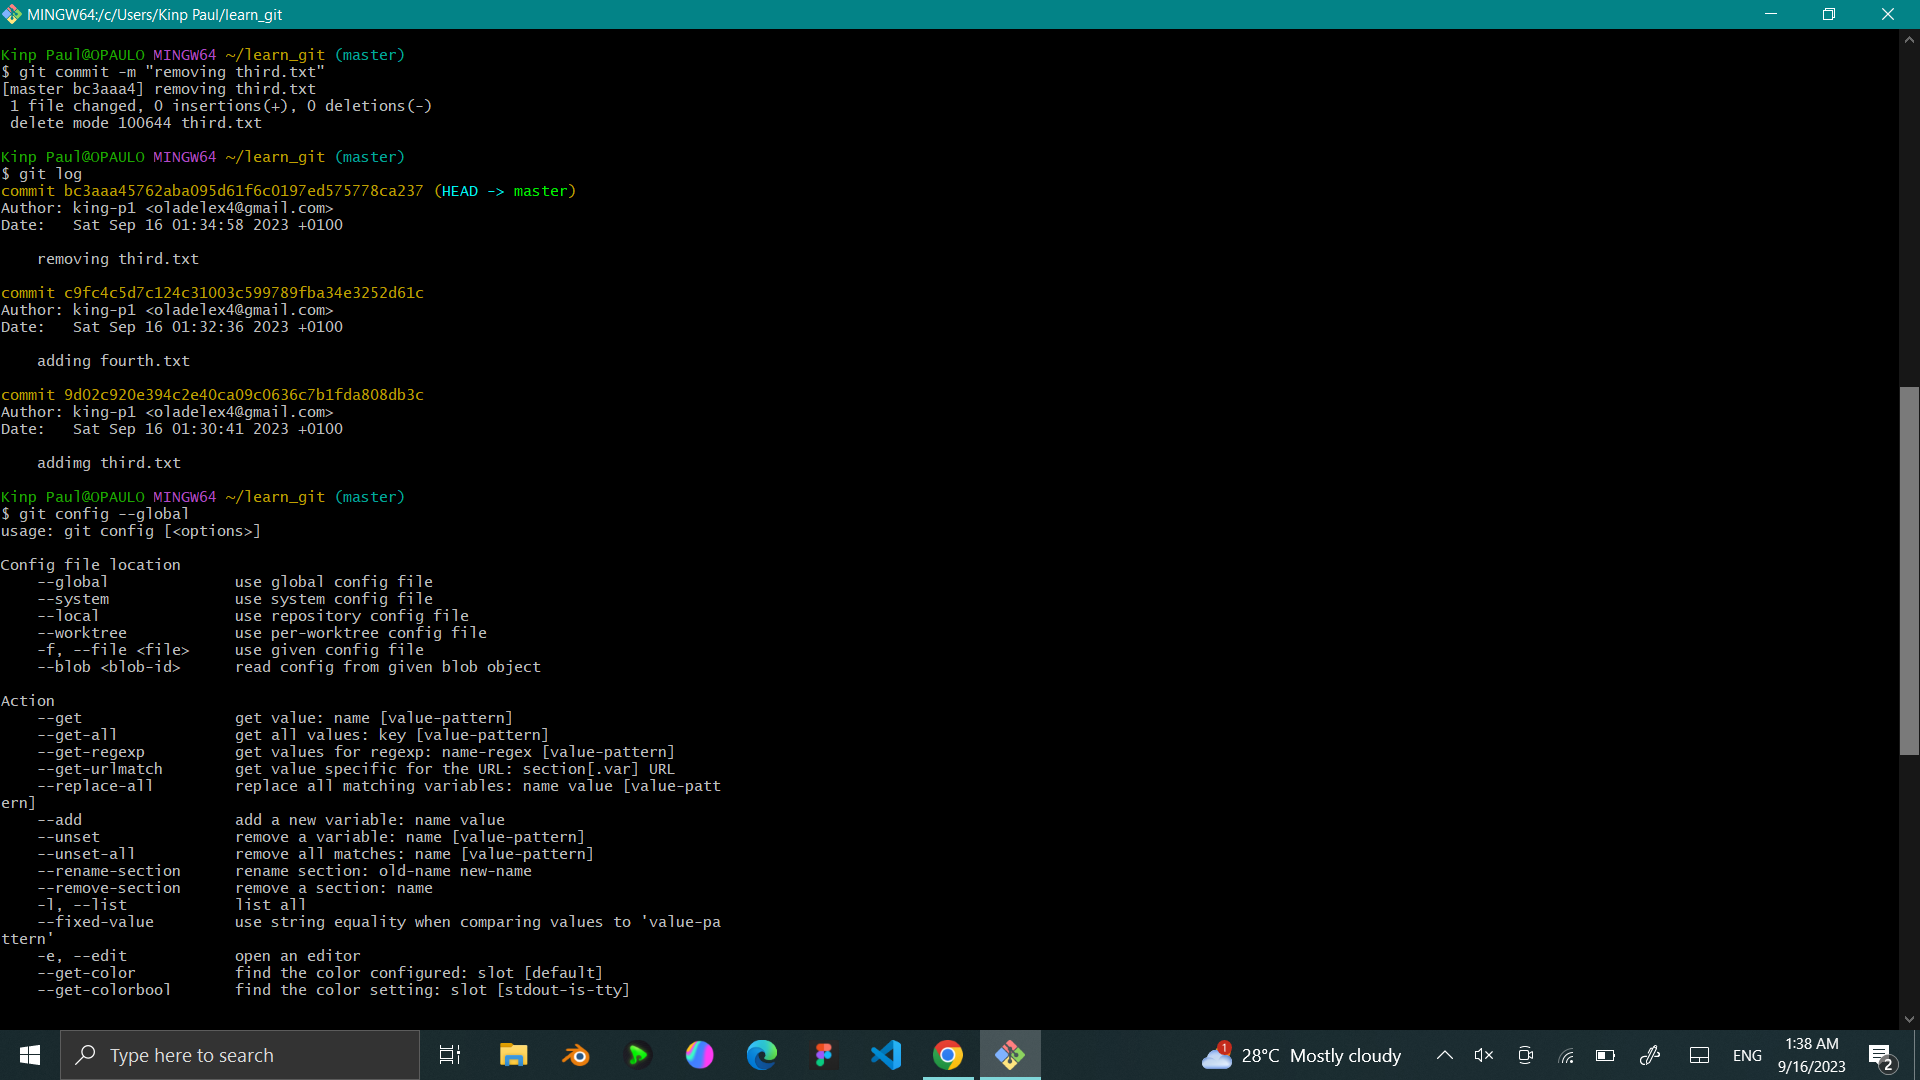 MINGW64:/c/Users/Kinp Paul/learn_git
Kinp Paul@OPAULO MINGW64 ~/learn_git (master)
$ git commit -m "removing third.txt"
[master bc3aaa4] removing third.txt
 1 file changed, 0 insertions(+), 0 deletions(-)
 delete mode 100644 third.txt
Kinp Paul@OPAULO MINGW64 ~/learn_git (master)
$ git log
commit bc3aaa45762aba095d61f6c0197ed575778ca237 (HEAD -> master)
Author: king-p1 <oladelex4@gmail.com>
Date:   Sat Sep 16 01:34:58 2023 +0100
    removing third.txt
commit c9fc4c5d7c124c31003c599789fba34e3252d61c
Author: king-p1 <oladelex4@gmail.com>
Date:   Sat Sep 16 01:32:36 2023 +0100
    adding fourth.txt
commit 9d02c920e394c2e40ca09c0636c7b1fda808db3c
Author: king-p1 <oladelex4@gmail.com>
Date:   Sat Sep 16 01:30:41 2023 +0100
    addimg third.txt
Kinp Paul@OPAULO MINGW64 ~/learn_git (master)
$ git config --global
usage: git config [<options>]
Config file location
    --global              use global config file
    --system              use system config file
    --local               use repository config file
    --worktree            use per-worktree config file
    -f, --file <file>     use given config file
    --blob <blob-id>      read config from given blob object
Action
    --get                 get value: name [value-pattern]
    --get-all             get all values: key [value-pattern]
    --get-regexp          get values for regexp: name-regex [value-pattern]
    --get-urlmatch        get value specific for the URL: section[.var] URL
    --replace-all         replace all matching variables: name value [value-patt
ern]
    --add                 add a new variable: name value
    --unset               remove a variable: name [value-pattern]
    --unset-all           remove all matches: name [value-pattern]
    --rename-section      rename section: old-name new-name
    --remove-section      remove a section: name
    -l, --list            list all
    --fixed-value         use string equality when comparing values to 'value-pa
ttern'
    -e, --edit            open an editor
    --get-color           find the color configured: slot [default]
    --get-colorbool       find the color setting: slot [stdout-is-tty]
Type here to search
1
28°C Mostly cloudy
ENG
1:38 AM
9/16/2023
2